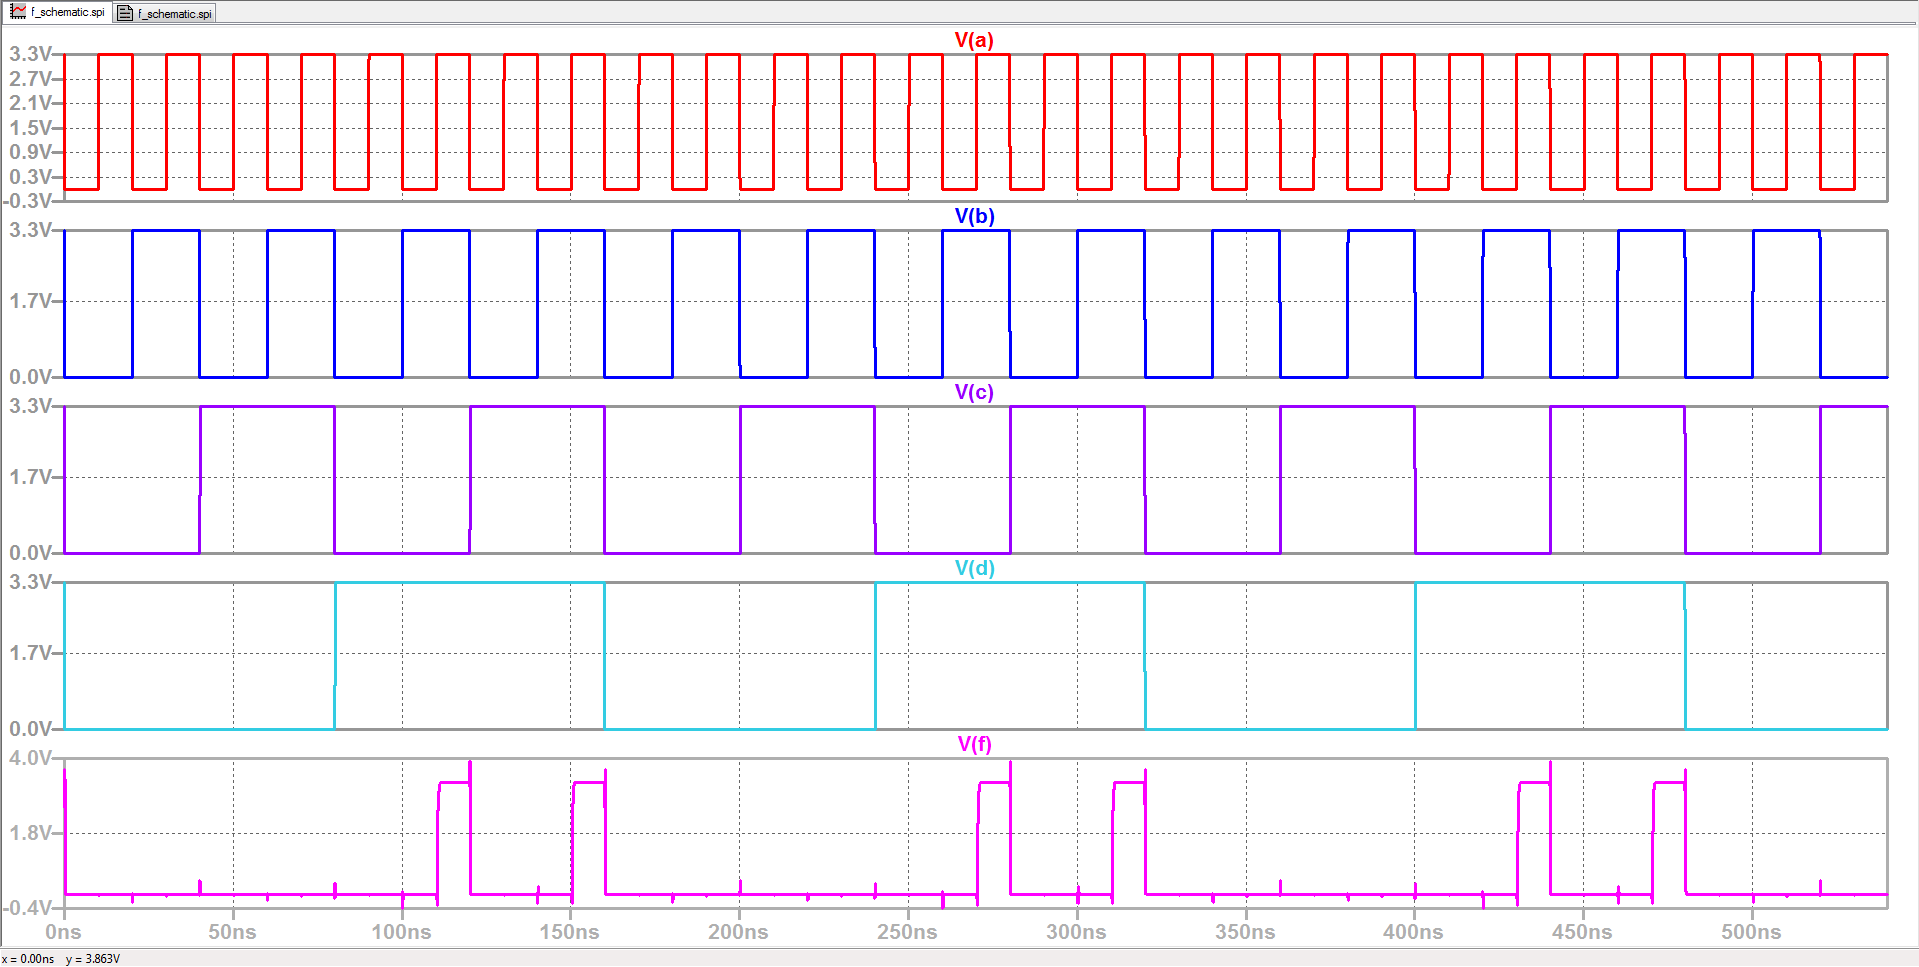 f_schematic.spi f_schematic.spi
V(a)
3.3V
2.7V
2.1V
1.5V
0.9V
0.3V
-0.3V
V(b)
3.3V
1.7V
0.0V
V(c)
3.3V
1.7V
0.0V
V(d)
3.3V
1.7V
0.0V
V(f)
4.0V
1.8V
-0.4V
0ns 50ns 100ns 150ns 200ns 250ns 300ns 350ns 400ns 450ns 500ns
x = 0.00ns y = 3.863V